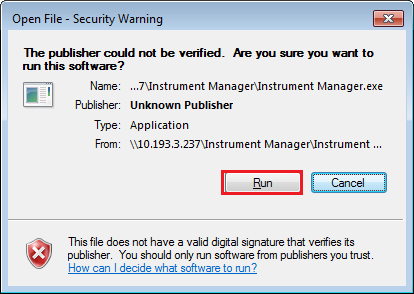 Open File - Security Warning
The publisher could not be verified. Are you sure you want to
run this software?
Name: ...7\Instrument Manager\Instrument Manager.exe
Publisher: Unknown Publisher
Type: Application
From: \\10.193.3.237\Instrument Manager\Instrument ...
Run Cancel
This file does not have a valid digital signature that verifies its
publisher. You should only run software from publishers you trust.
How can I decide what software to run?